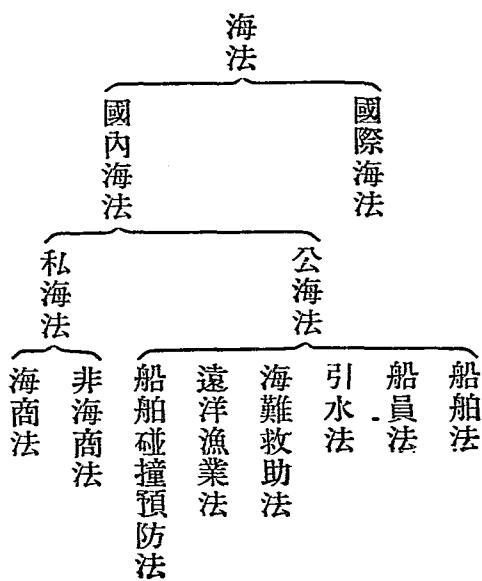 海法
國際海法
國內海法
公海法
私海法
船舶法
船員法
引水法
海難救助法
遠洋漁業法
船舶碰撞預防法
非海商法
海商法